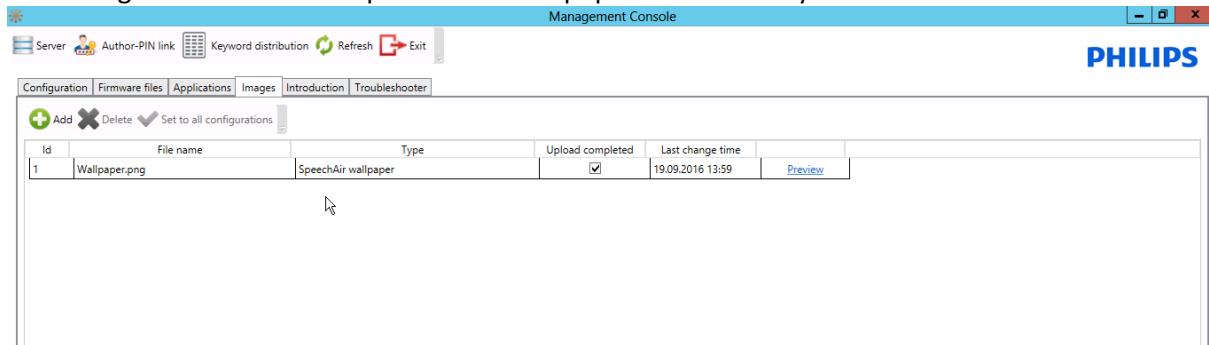 Management Console
Server Author-PIN link Keyword distribution Refresh Exit
PHILIPS
Configuration Firmware files Applications Images Introduction Troubleshooter
Add Delete Set to all configurations
Id File name Type Upload completed Last change time
1 Wallpaper.png SpeechAir wallpaper 19.09.2016 13:59 Preview